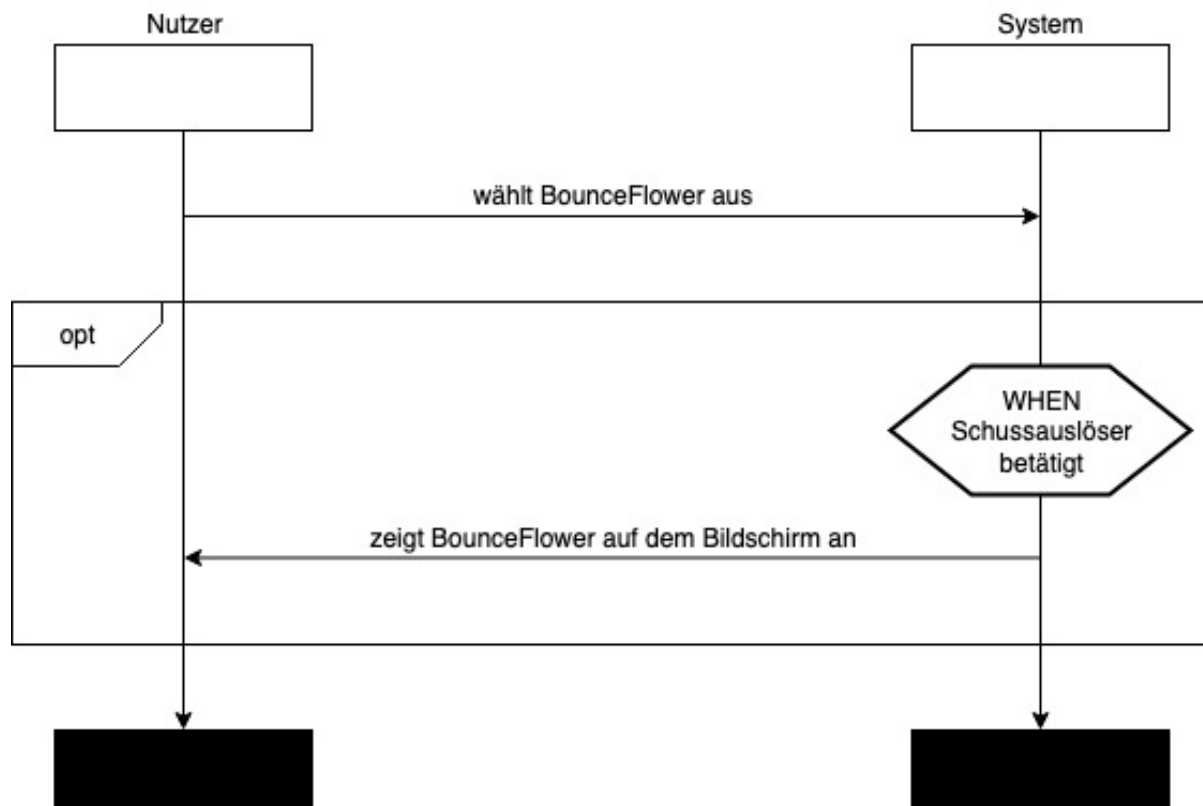 Nutzer
System
wählt BounceFlower aus
opt
WHEN
Schussauslöser
betätigt
zeigt BounceFlower auf dem Bildschirm an